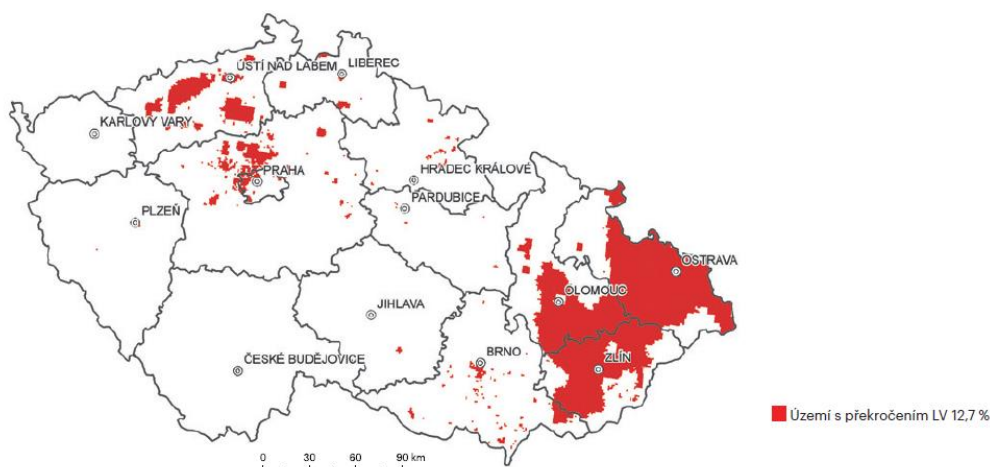 ÚSTÍ NAD LABEM
LIBEREC
KARLOVY VARY
PRAHA
HRADEC KRÁLOVÉ
PARDUBICE
PLZEŇ
OSTRAVA
OLOMOUC
JIHLAVA
BRNO
ZLÍN
ČESKÉ BUDĚJOVICE
Území s překročením LV 12,7 %
0 30 60 90 km